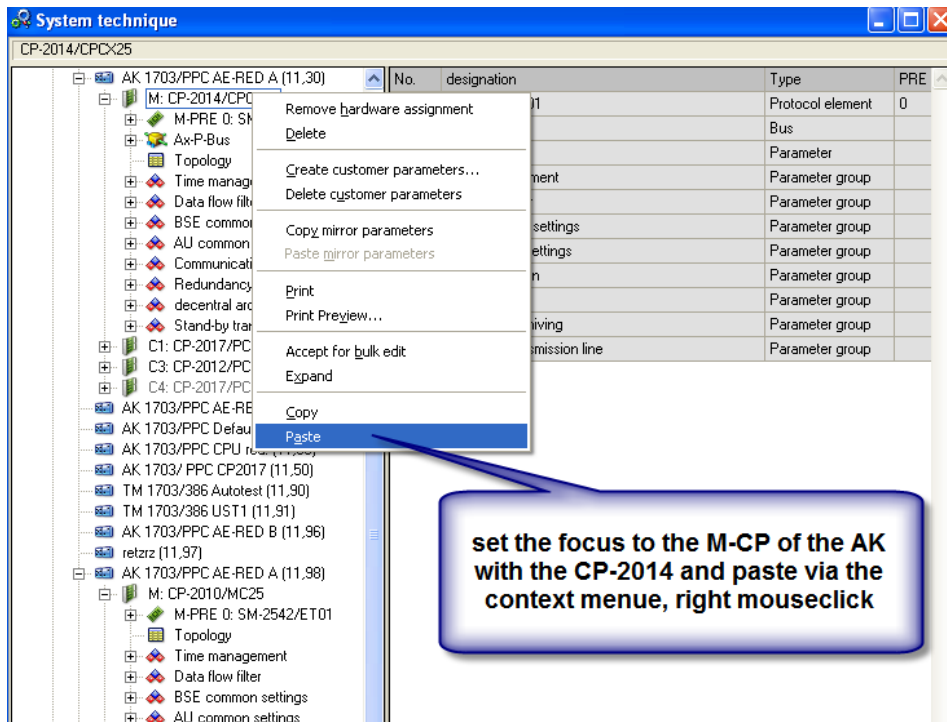 System technique
CP-2014/CPCX25
AK 1703/PPC AE-RED A (11,30)
M: CP-2014/CPC
M-PRE 0: SM
Ax-P-Bus
Topology
Time manag
Data flow filt
BSE common
AU common
Communicati
Redundancy
decentral arc
Stand-by tran
C1: CP-2017/PC
C3: CP-2012/PC
C4: CP-2017/PC
AK 1703/PPC AE-RE
AK 1703/PPC Defau
AK 1703/PPC CPU red.
AK 1703/ PPC CP2017 (11,50)
TM 1703/386 Autotest (11,90)
TM 1703/386 UST1 (11,91)
AK 1703/PPC AE-RED B (11,96)
retzrz (11,97)
AK 1703/PPC AE-RED A (11,98)
M: CP-2010/MC25
M-PRE 0: SM-2542/ET01
Topology
Time management
Data flow filter
BSE common settings
AU common settings
Remove hardware assignment
Delete
Create customer parameters...
Delete customer parameters
Copy mirror parameters
Paste mirror parameters
Print
Print Preview...
Accept for bulk edit
Expand
Copy
Paste
No. designation Type PRE
01 Protocol element 0
Bus
Parameter
ment Parameter group
Parameter group
settings Parameter group
ettings Parameter group
n Parameter group
Parameter group
iving Parameter group
smission line Parameter group
set the focus to the M-CP of the AK
with the CP-2014 and paste via the
context menue, right mouseclick